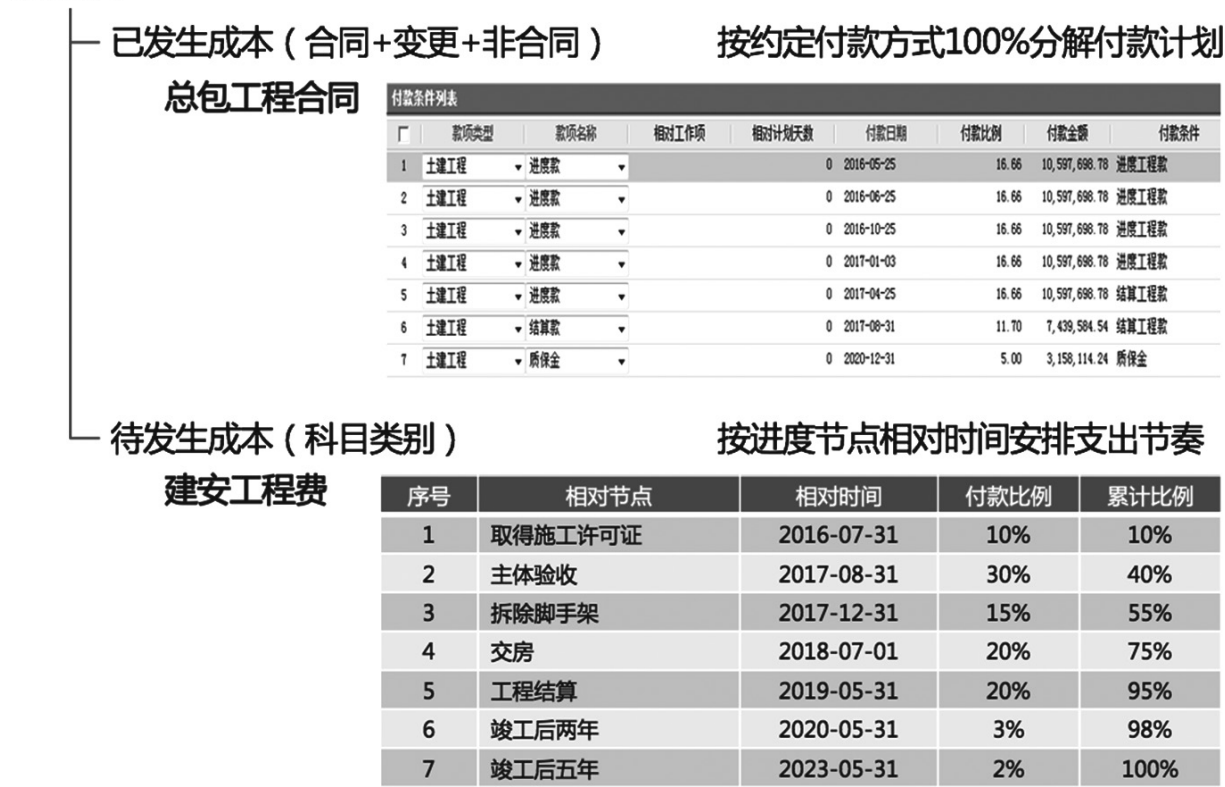 已发生成本（合同+变更+非合同） 按约定付款方式100%分解付款计划
总包工程合同
付款条件列表
款项类型 款项名称 相对工作项 相对计划天数 付款日期 付款比例 付款金额 付款条件
1 土建工程 进度款 0 2016-05-25 16.66 10,597,698.78 进度工程款
2 土建工程 进度款 0 2016-06-25 16.66 10,597,698.78 进度工程款
3 土建工程 进度款 0 2016-10-25 16.66 10,597,698.78 进度工程款
4 土建工程 进度款 0 2017-01-03 16.66 10,597,698.78 进度工程款
5 土建工程 进度款 0 2017-04-25 16.66 10,597,698.78 结算工程款
6 土建工程 结算款 0 2017-08-31 11.70 7,439,584.54 结算工程款
7 土建工程 质保金 0 2020-12-31 5.00 3,158,114.24 质保金
待发生成本（科目类别） 按进度节点相对时间安排支出节奏
建安工程费
序号 相对节点 相对时间 付款比例 累计比例
1 取得施工许可证 2016-07-31 10% 10%
2 主体验收 2017-08-31 30% 40%
3 拆除脚手架 2017-12-31 15% 55%
4 交房 2018-07-01 20% 75%
5 工程结算 2019-05-31 20% 95%
6 竣工后两年 2020-05-31 3% 98%
7 竣工后五年 2023-05-31 2% 100%